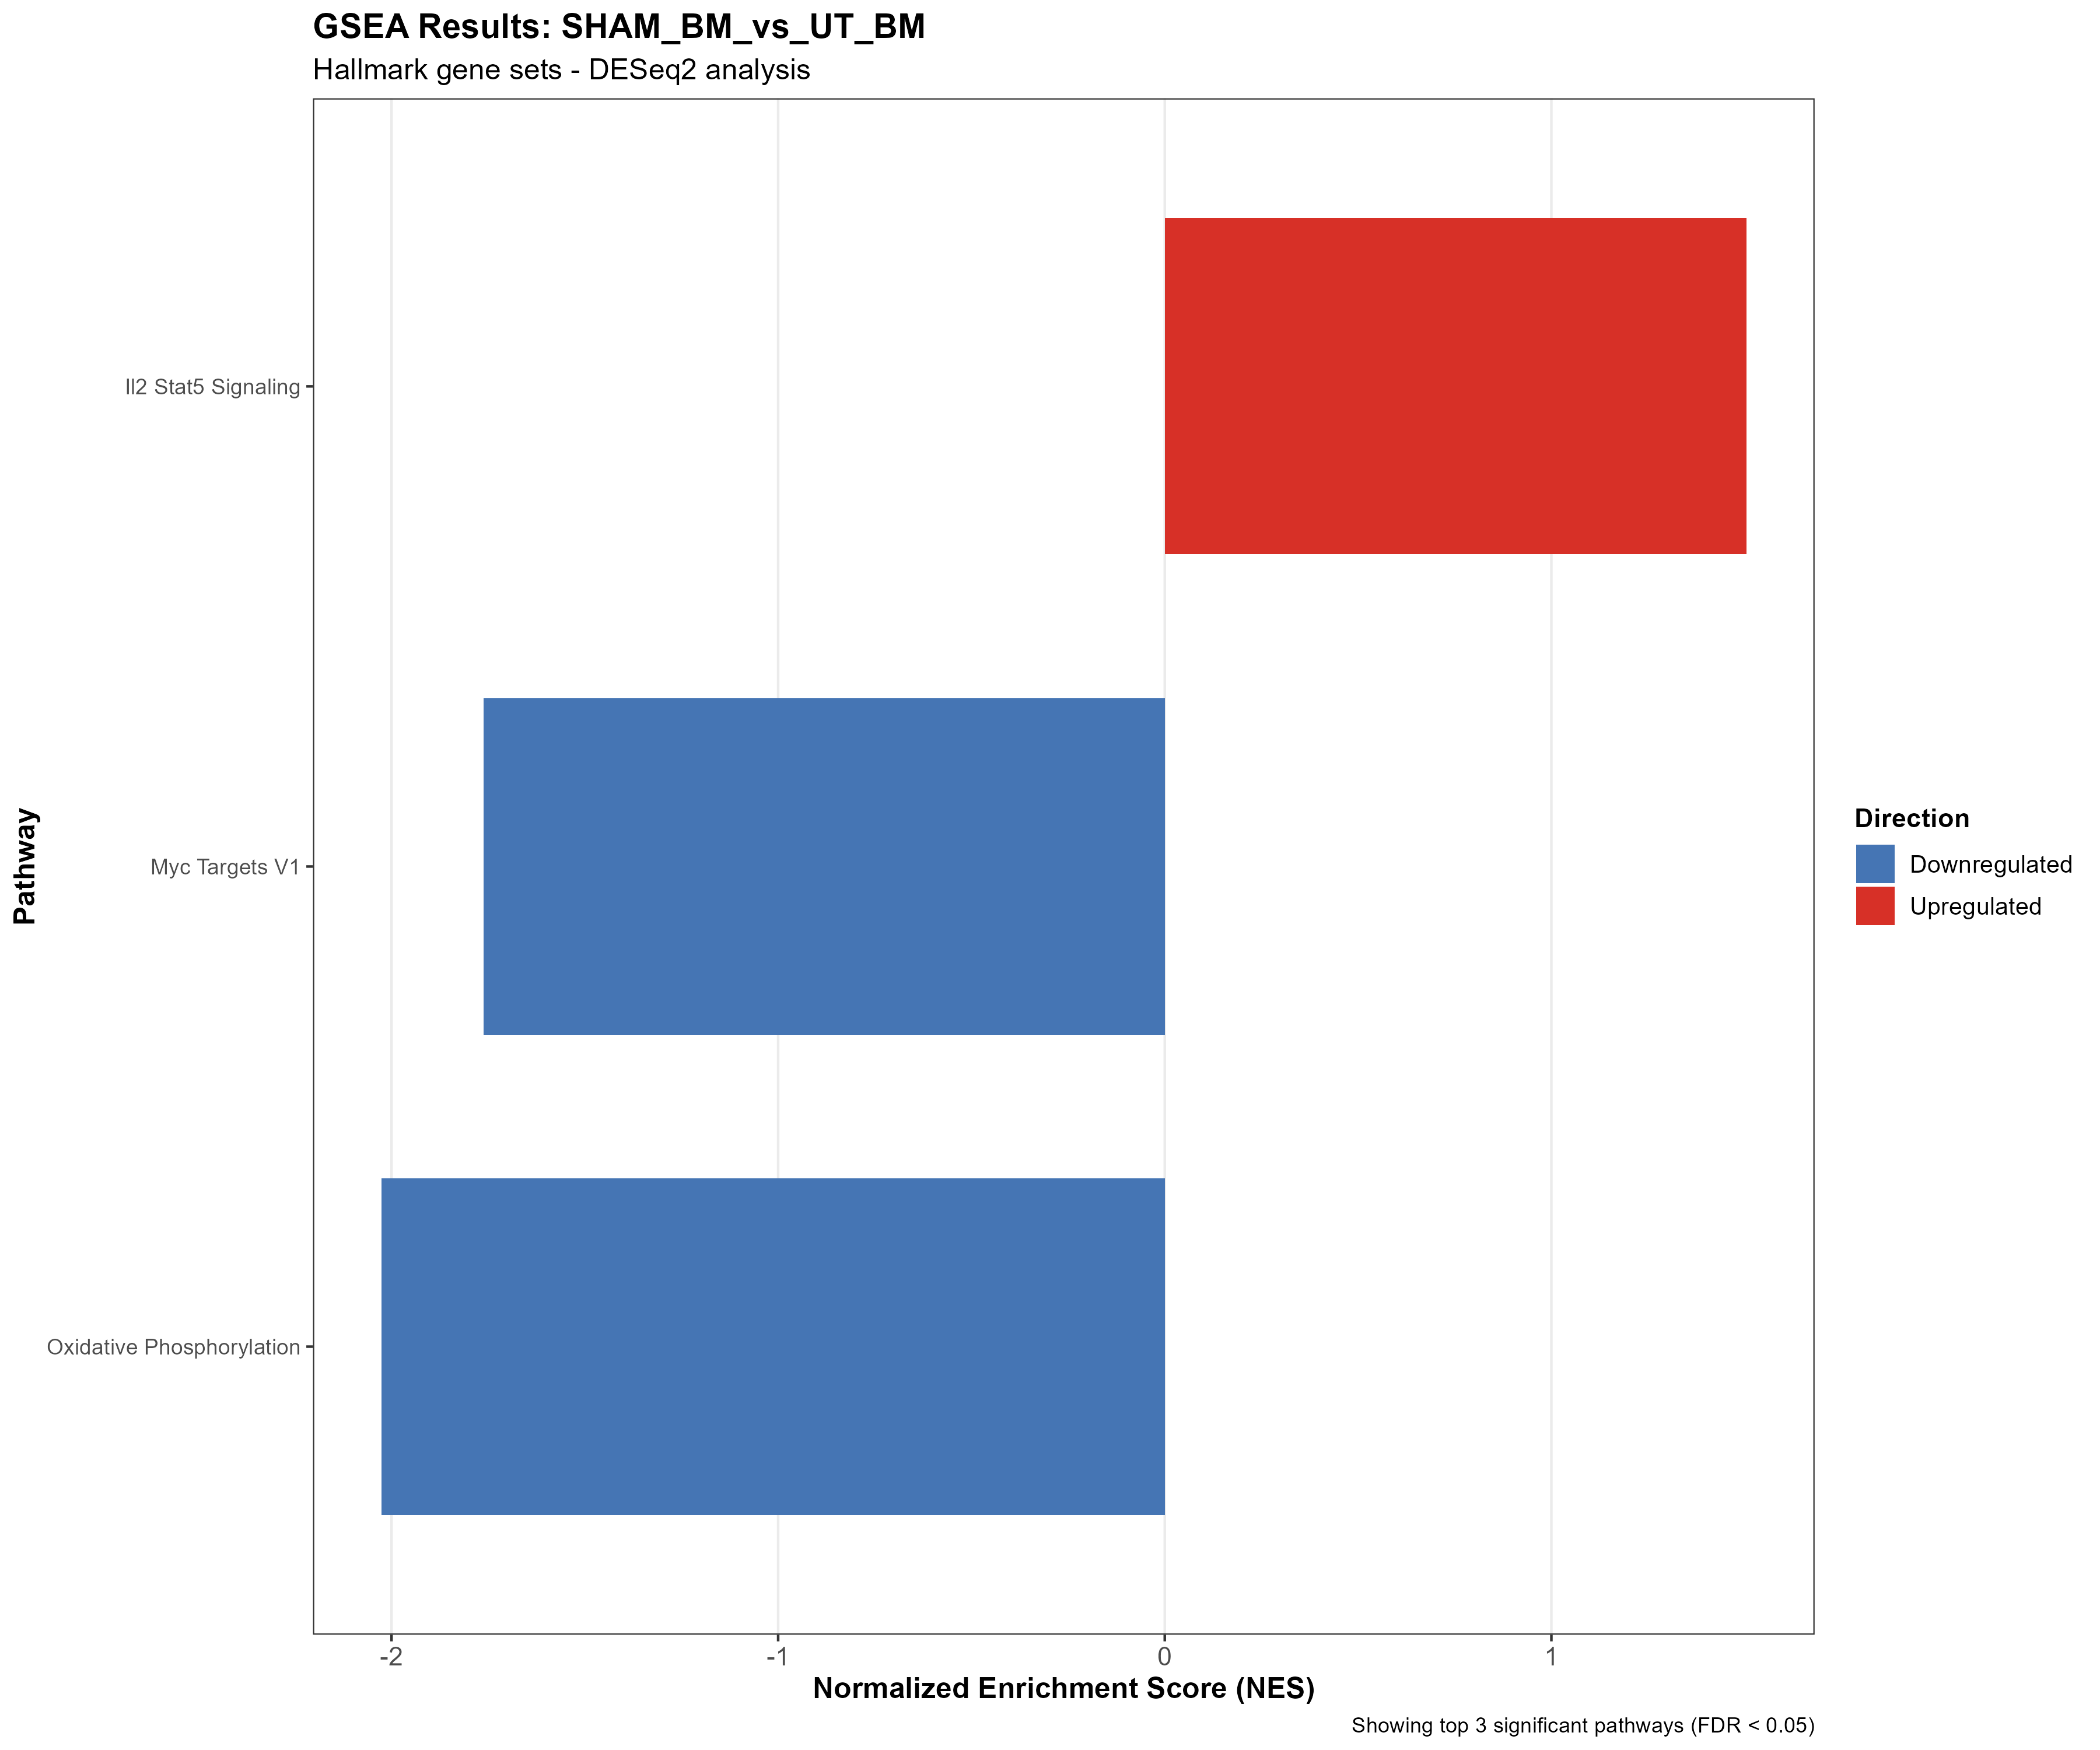 GSEA Results: SHAM_BM_vs_UT_BM
Hallmark gene sets - DESeq2 analysis
Pathway
Il2 Stat5 Signaling
Myc Targets V1
Oxidative Phosphorylation
-2
-1
0
1
Normalized Enrichment Score (NES)
Showing top 3 significant pathways (FDR < 0.05)
Direction
Downregulated
Upregulated